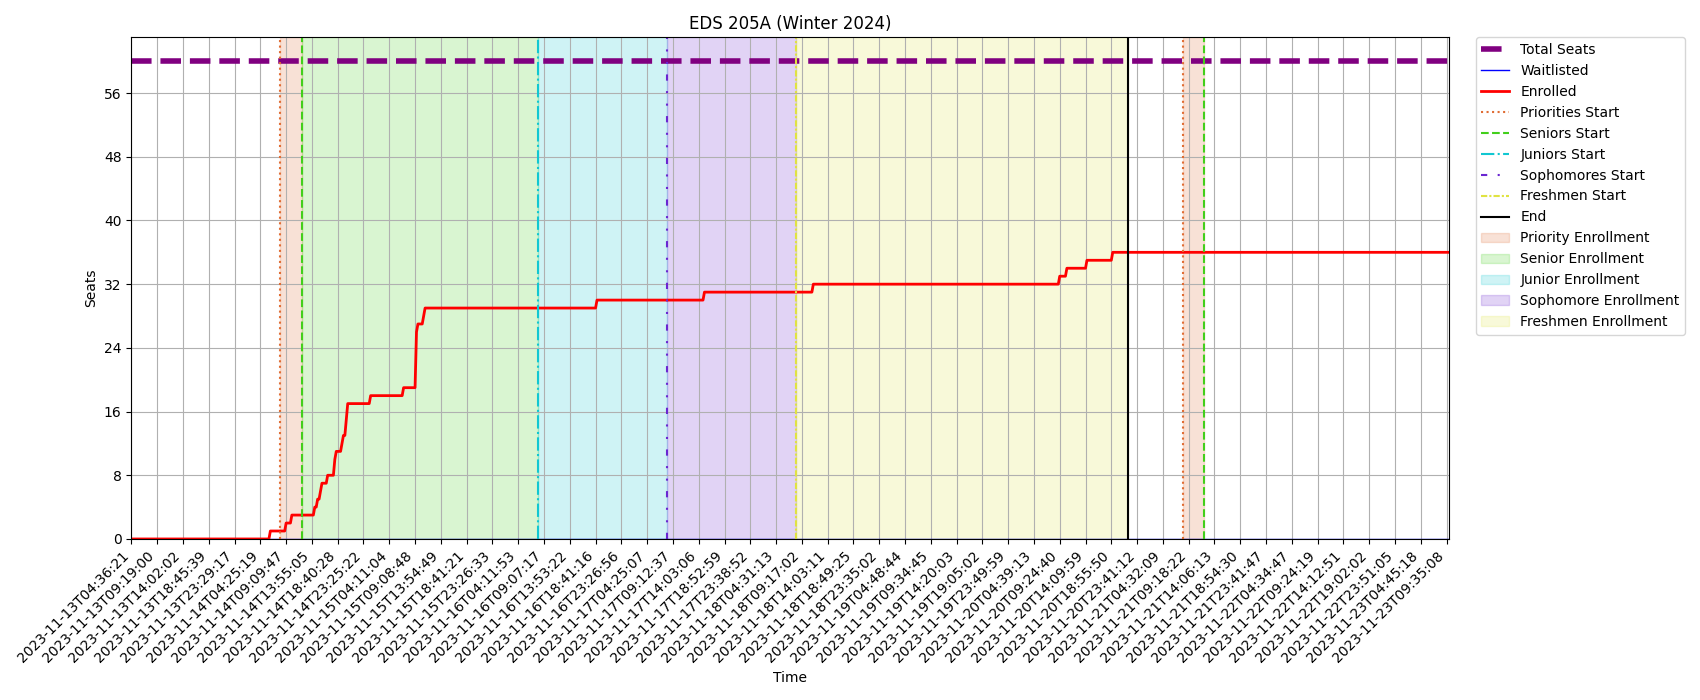 EDS 205A (Winter 2024)
Total Seats
Waitlisted
Enrolled
Priorities Start
Seniors Start
Juniors Start
Sophomores Start
Freshmen Start
End
Priority Enrollment
Senior Enrollment
Junior Enrollment
Sophomore Enrollment
Freshmen Enrollment
Seats
56
48
40
32
24
16
8
0
2023-11-13T04:36:21
2023-11-13T09:19:00
2023-11-13T14:02:02
2023-11-13T18:45:39
2023-11-13T23:29:17
2023-11-14T04:25:19
2023-11-14T09:09:47
2023-11-14T13:55:05
2023-11-14T18:40:28
2023-11-14T23:25:22
2023-11-15T04:11:04
2023-11-15T09:08:48
2023-11-15T13:54:49
2023-11-15T18:41:21
2023-11-15T23:26:33
2023-11-16T04:11:53
2023-11-16T09:07:17
2023-11-16T13:53:22
2023-11-16T18:41:16
2023-11-16T23:26:56
2023-11-17T04:25:07
2023-11-17T09:12:37
2023-11-17T14:03:06
2023-11-17T18:52:59
2023-11-17T23:38:52
2023-11-18T04:31:13
2023-11-18T09:17:02
2023-11-18T14:03:11
2023-11-18T18:49:25
2023-11-18T23:35:02
2023-11-19T04:48:44
2023-11-19T09:34:45
2023-11-19T14:20:03
2023-11-19T19:05:02
2023-11-19T23:49:59
2023-11-20T04:39:13
2023-11-20T09:24:40
2023-11-20T14:09:59
2023-11-20T18:55:50
2023-11-20T23:41:12
2023-11-21T04:32:09
2023-11-21T09:18:22
2023-11-21T14:06:13
2023-11-21T18:54:30
2023-11-21T23:41:47
2023-11-22T04:34:47
2023-11-22T09:24:19
2023-11-22T14:12:51
2023-11-22T19:02:02
2023-11-22T23:51:05
2023-11-23T04:45:18
2023-11-23T09:35:08
Time